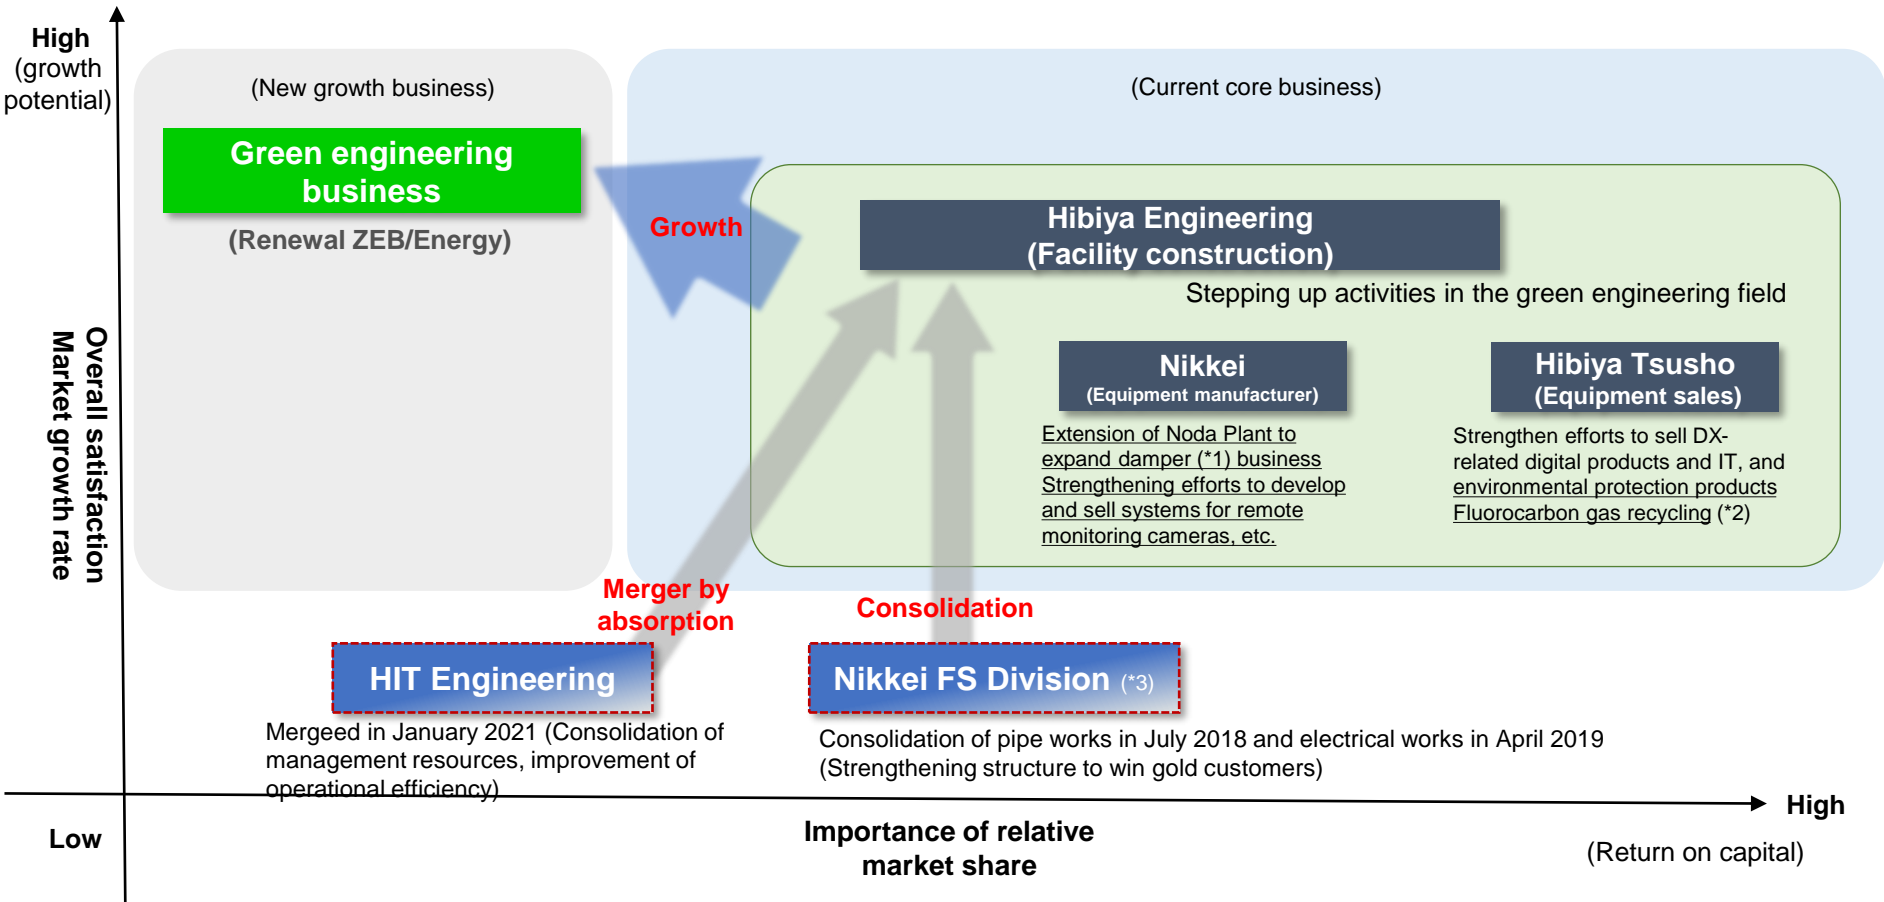 High
(growth
potential)
(New growth business)
(Current core business)
Green engineering
business
(Renewal ZEB/Energy)
Growth
Hibiya Engineering
(Facility construction)
Stepping up activities in the green engineering field
Nikkei
(Equipment manufacturer)
Extension of Noda Plant to
expand damper (*1) business
Strengthening efforts to develop
and sell systems for remote
monitoring cameras, etc.
Hibiya Tsusho
(Equipment sales)
Strengthen efforts to sell DX-
related digital products and IT, and
environmental protection products
Fluorocarbon gas recycling (*2)
Overall satisfaction
Market growth rate
Merger by
absorption
Consolidation
HIT Engineering
Mergeed in January 2021 (Consolidation of
management resources, improvement of
operational efficiency)
Nikkei FS Division (*3)
Consolidation of pipe works in July 2018 and electrical works in April 2019
(Strengthening structure to win gold customers)
Low
Importance of relative
market share
High
(Return on capital)